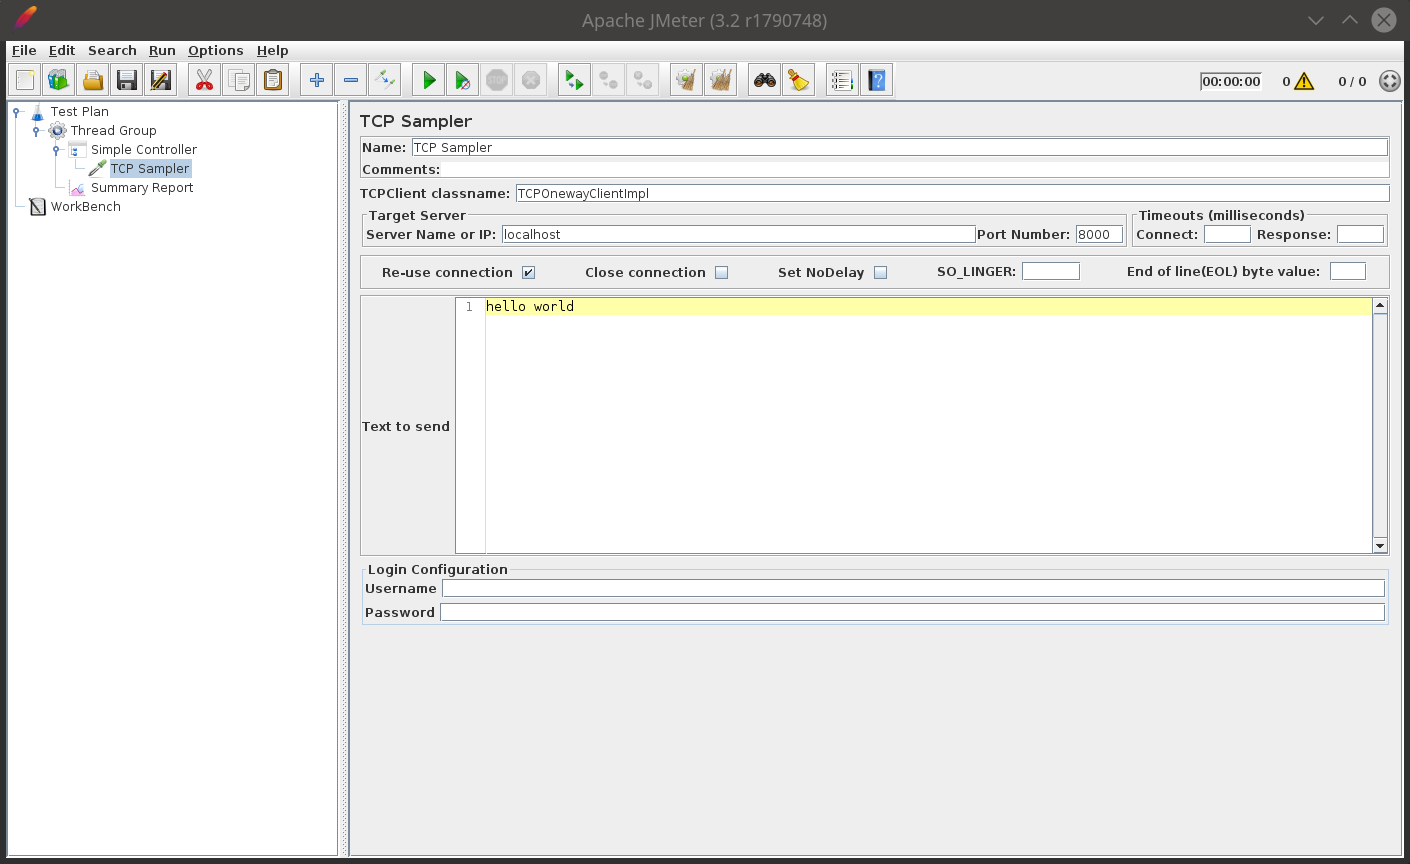 Apache JMeter (3.2 r1790748)
File Edit Search Run Options Help
00:00:00 0 0 / 0
Test Plan
Thread Group
Simple Controller
TCP Sampler
Summary Report
WorkBench
TCP Sampler
Name: TCP Sampler
Comments:
TCPClient classname: TCPOnewayClientImpl
Target Server
Server Name or IP: localhost Port Number: 8000
Timeouts (milliseconds)
Connect: Response:
Re-use connection Close connection Set NoDelay SO_LINGER: End of line(EOL) byte value:
1 hello world
Text to send
Login Configuration
Username
Password